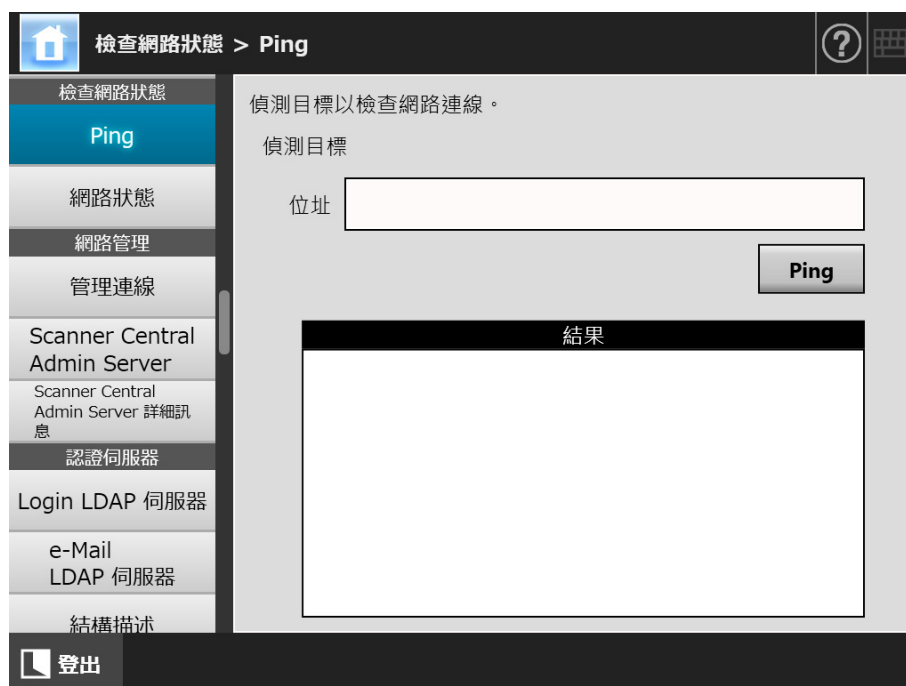 檢查網路狀態 > Ping
?
檢查網路狀態
Ping
網路狀態
網路管理
管理連線
Scanner Central
Admin Server
Scanner Central
Admin Server 詳細訊
息
認證伺服器
Login LDAP 伺服器
e-Mail
LDAP 伺服器
結構描述
偵測目標以檢查網路連線。
偵測目標
位址
Ping
結果
登出